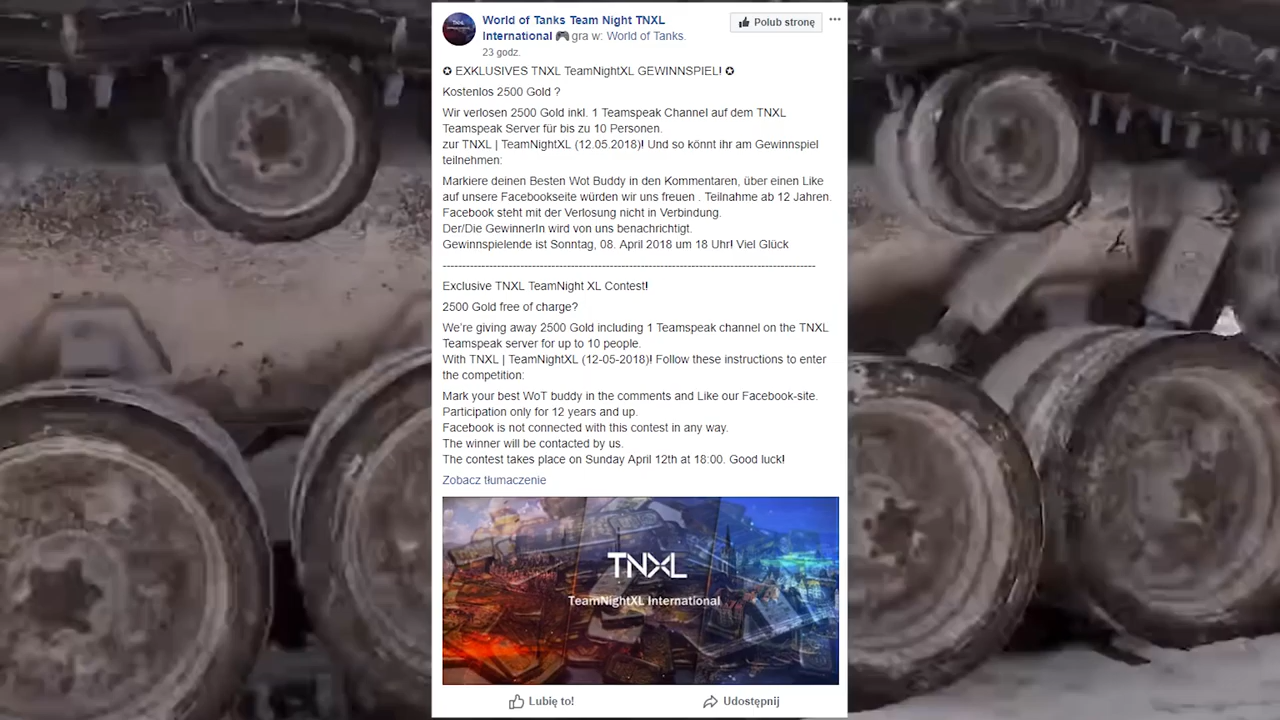 World of Tanks Team Night TNXL
International 🎮 gra w: World of Tanks.
Polub stronę
23 godz.
✪ EXKLUSIVES TNXL TeamNightXL GEWINNSPIEL! ✪
Kostenlos 2500 Gold ?
Wir verlosen 2500 Gold inkl. 1 Teamspeak Channel auf dem TNXL
Teamspeak Server für bis zu 10 Personen.
zur TNXL | TeamNightXL (12.05.2018)! Und so könnt ihr am Gewinnspiel
teilnehmen:
Markiere deinen Besten Wot Buddy in den Kommentaren, über einen Like
auf unsere Facebookseite würden wir uns freuen . Teilnahme ab 12 Jahren.
Facebook steht mit der Verlosung nicht in Verbindung.
Der/Die GewinnerIn wird von uns benachrichtigt.
Gewinnspielende ist Sonntag, 08. April 2018 um 18 Uhr! Viel Glück
---------------------------------------------------------------------------------------------
Exclusive TNXL TeamNight XL Contest!
2500 Gold free of charge?
We're giving away 2500 Gold including 1 Teamspeak channel on the TNXL
Teamspeak server for up to 10 people.
With TNXL | TeamNightXL (12-05-2018)! Follow these instructions to enter
the competition:
Mark your best WoT buddy in the comments and Like our Facebook-site.
Participation only for 12 years and up.
Facebook is not connected with this contest in any way.
The winner will be contacted by us.
The contest takes place on Sunday April 12th at 18:00. Good luck!
Zobacz tłumaczenie
TNXL
TeamNightXL International
Lubię to!
Udostępnij